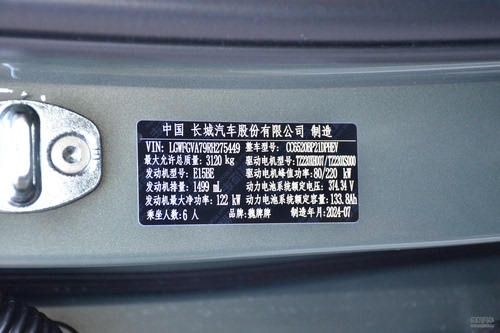 中国 长城汽车股份有限公司 制造
VIN: LGWFGVA79RH275449 整车型号: CC6520BP21DPHEV
最大允许总质量: 3120 kg 驱动电机型号: TZ220XH007/TZ220XS000
发动机型号: E15BE 驱动电机峰值功率: 80/220 kW
发动机排量: 1499 mL 动力电池系统额定电压: 374.34 V
发动机最大净功率: 122 kW 动力电池系统额定容量: 133.8Ah
乘坐人数: 6 人 品牌: 魏牌牌 制造年月: 2024-07